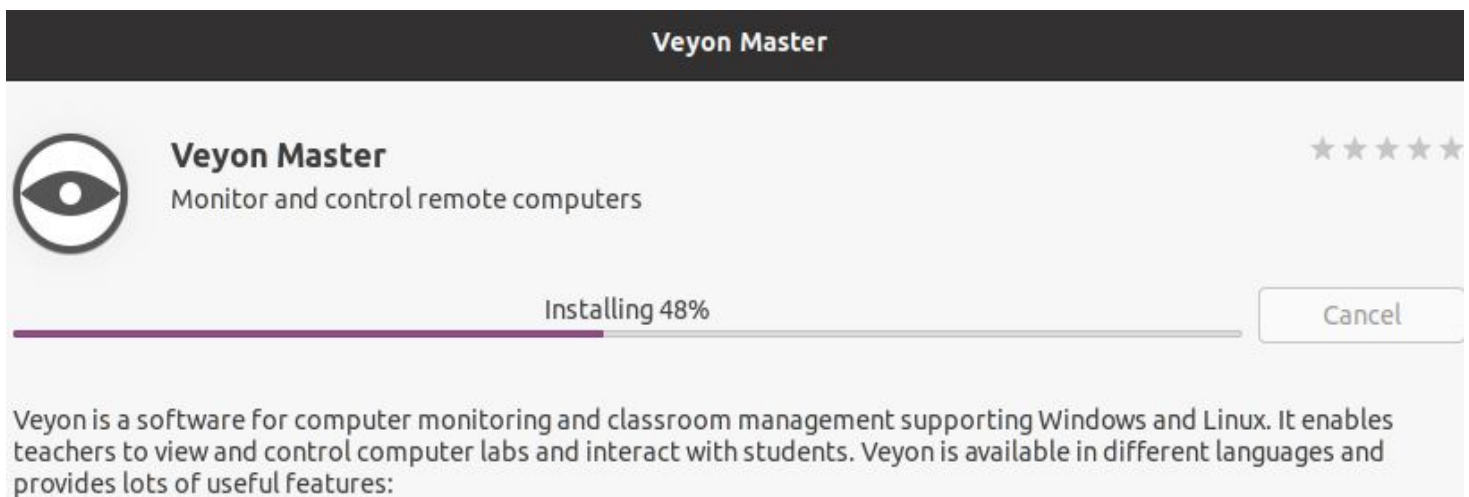 Veyon Master
Veyon Master
Monitor and control remote computers
Installing 48%
Cancel
Veyon is a software for computer monitoring and classroom management supporting Windows and Linux. It enables
teachers to view and control computer labs and interact with students. Veyon is available in different languages and
provides lots of useful features: